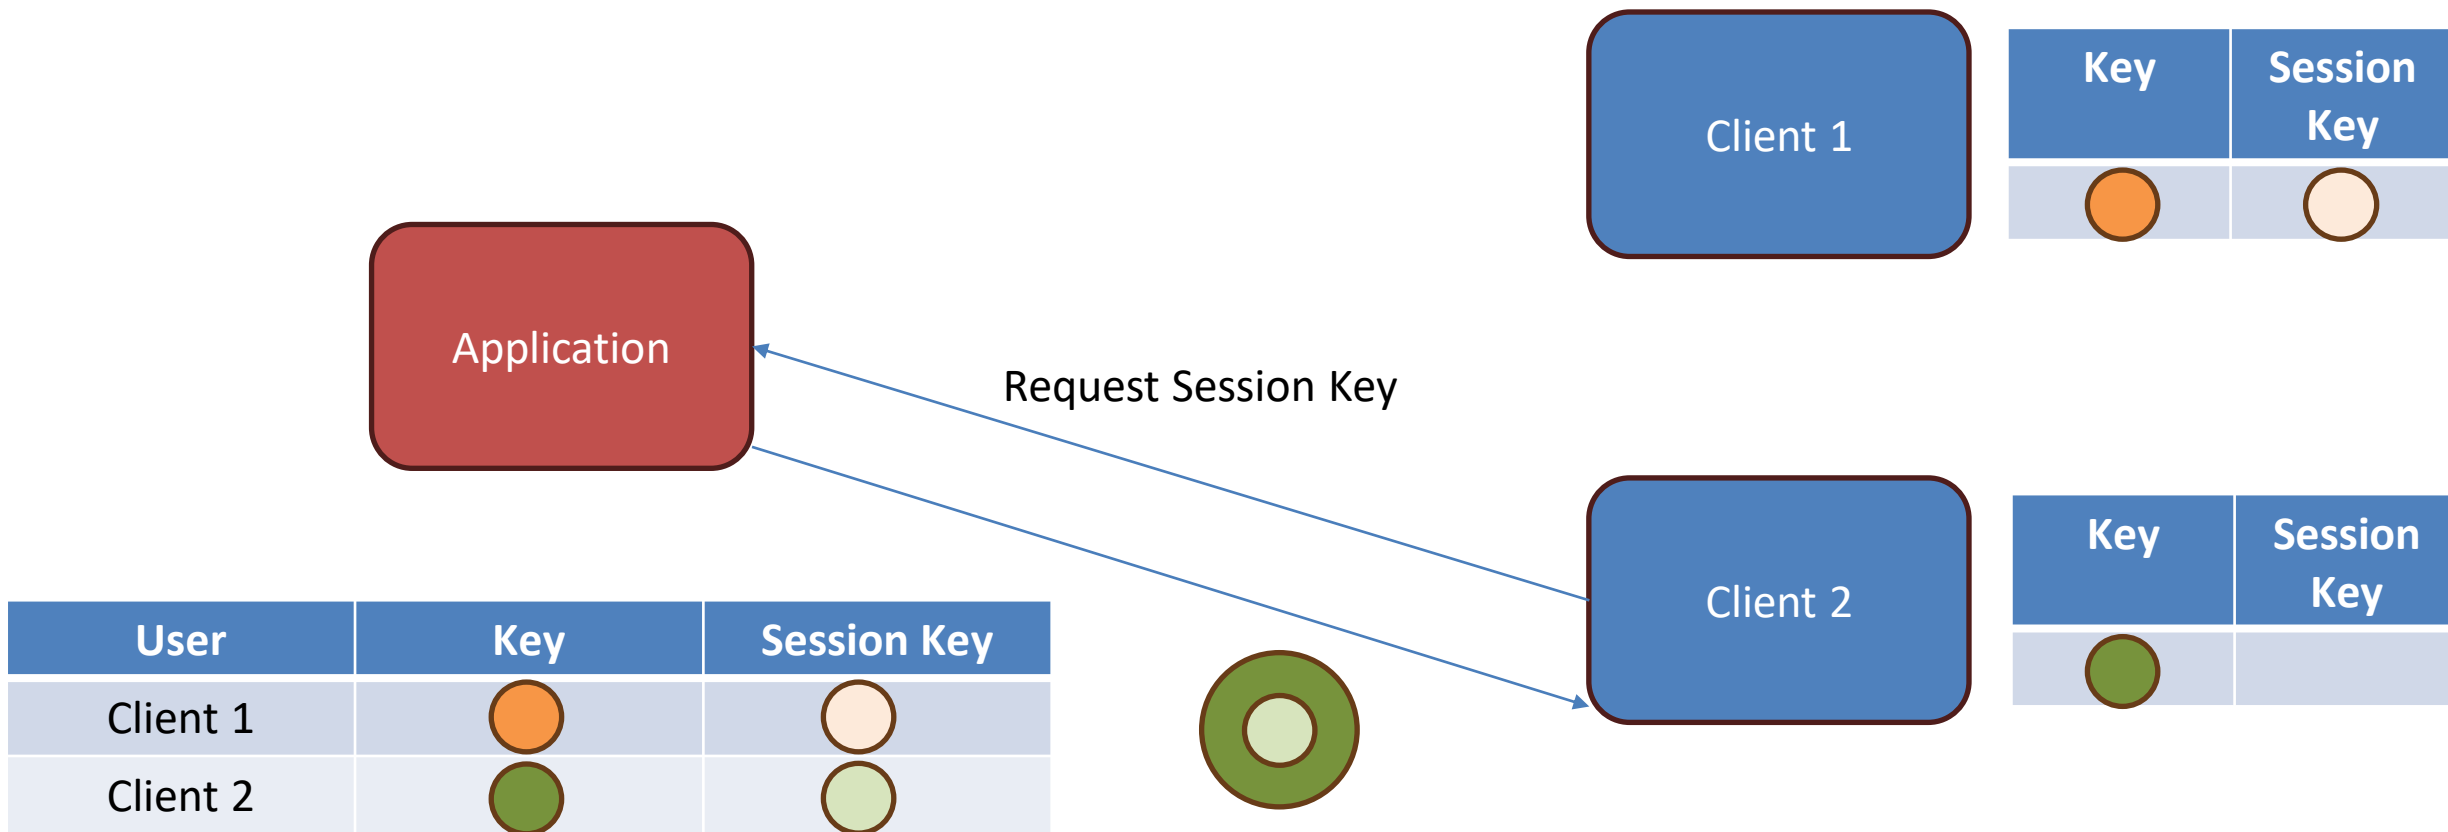 Client 1
Key
Session
Key
Application
Request Session Key
Client 2
Key
Session
Key
User
Key
Session Key
Client 1
Client 2